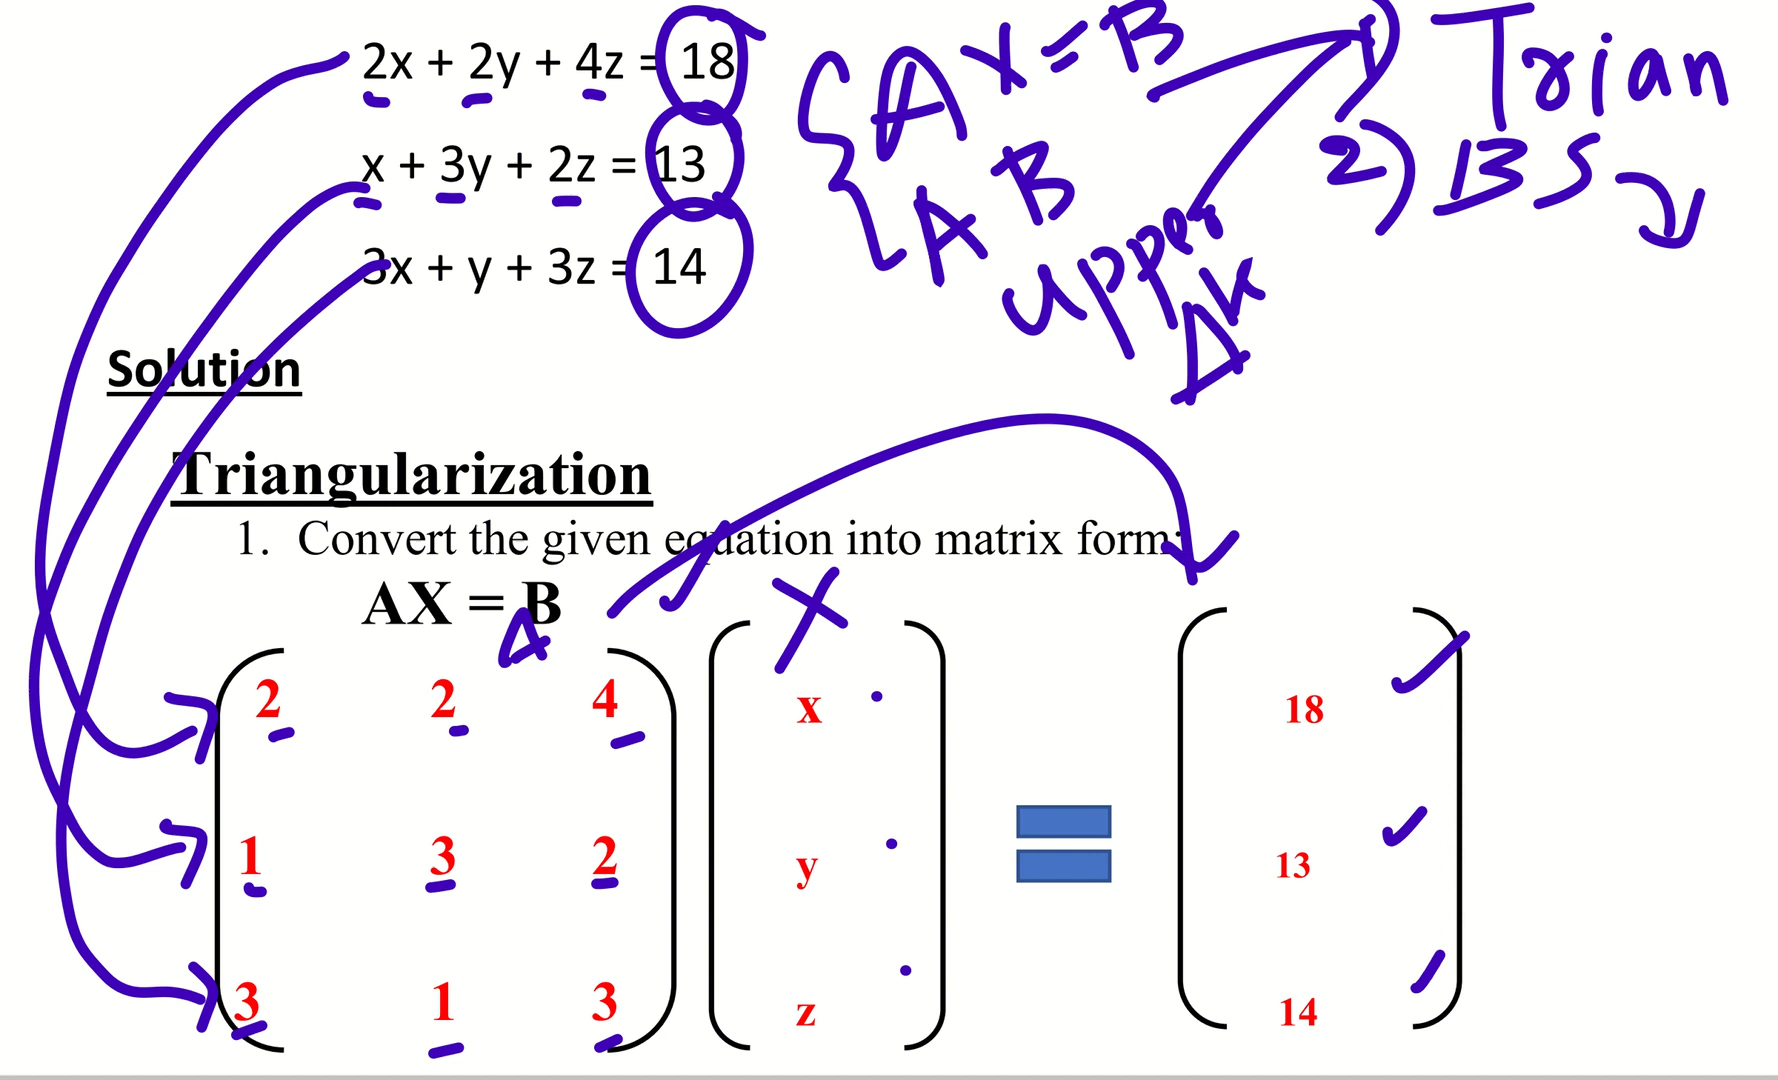 2x + 2y + 4z = 18
x + 3y + 2z = 13
3x + y + 3z = 14
AX = B
A B
Upper
Δr
1) Trian
2) BS
Solution
Triangularization
1. Convert the given equation into matrix form:
AX = B
A
X
2 2 4 x = 18
1 3 2 y 13
3 1 3 z 14